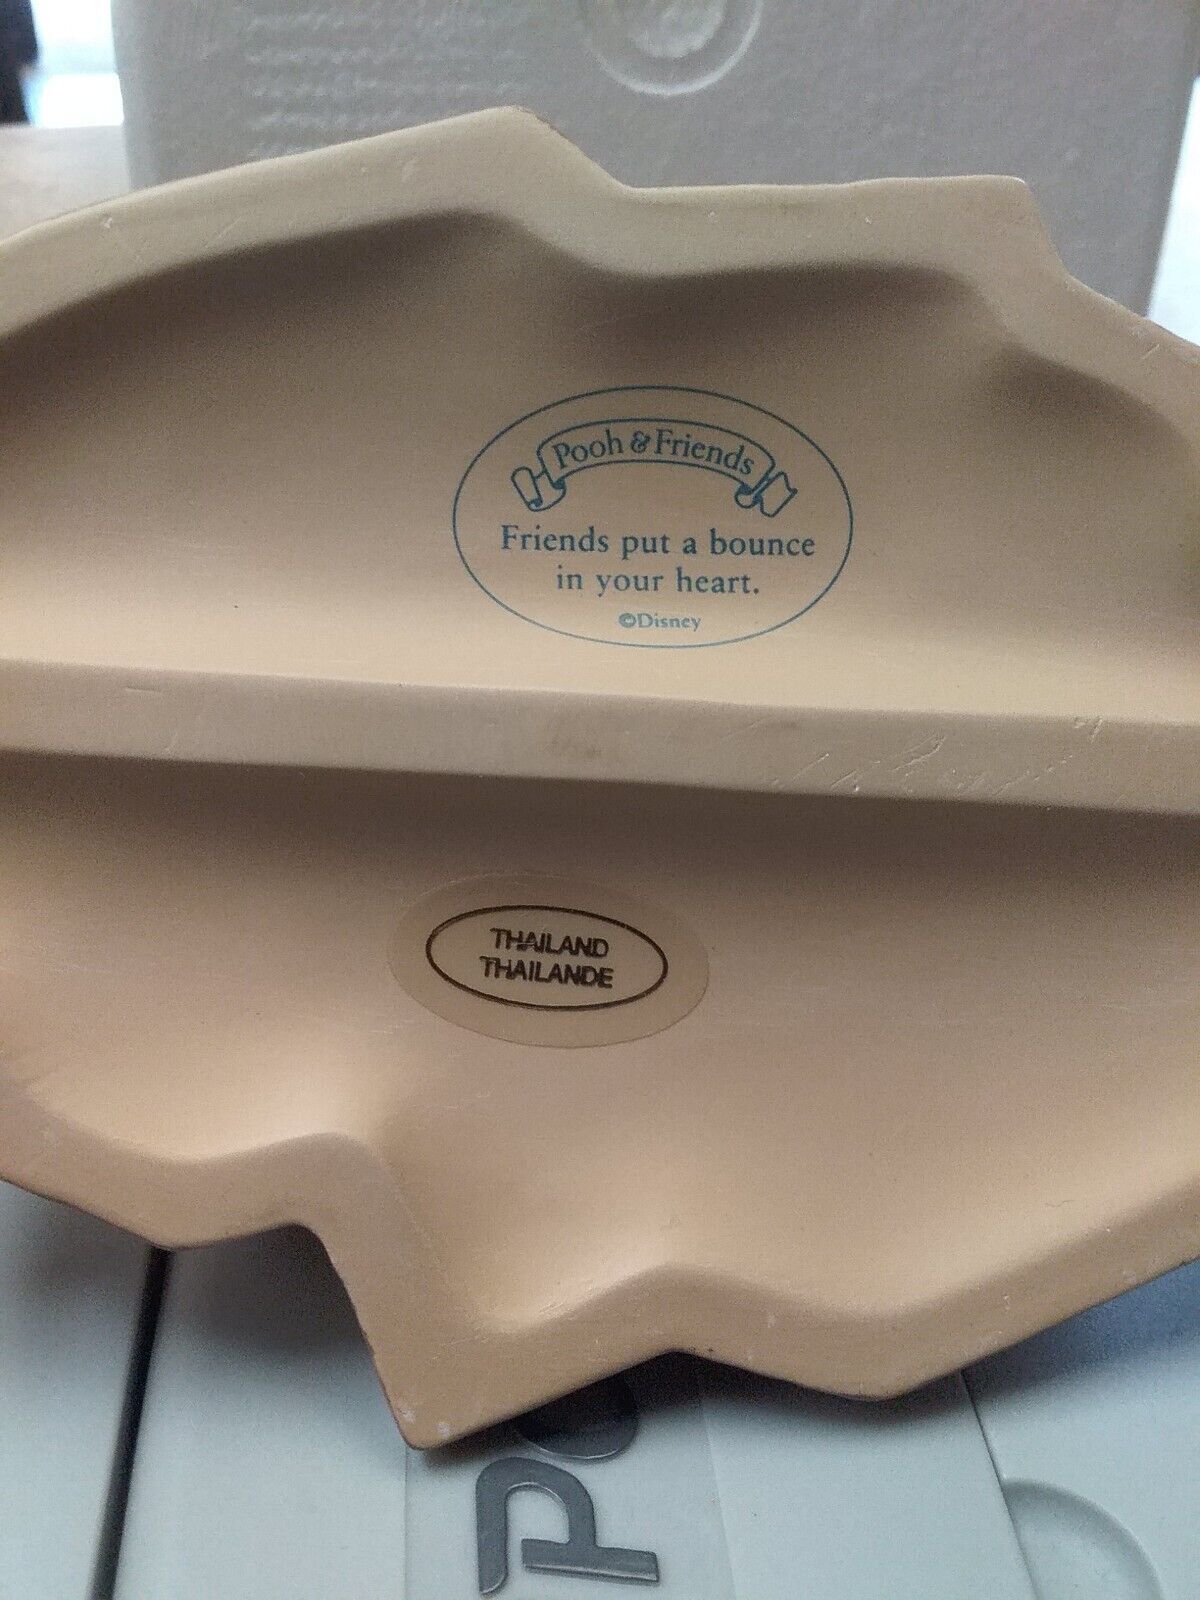 Pooh & Friends
Friends put a bounce
in your heart.
©Disney
THAILAND
THAILANDE